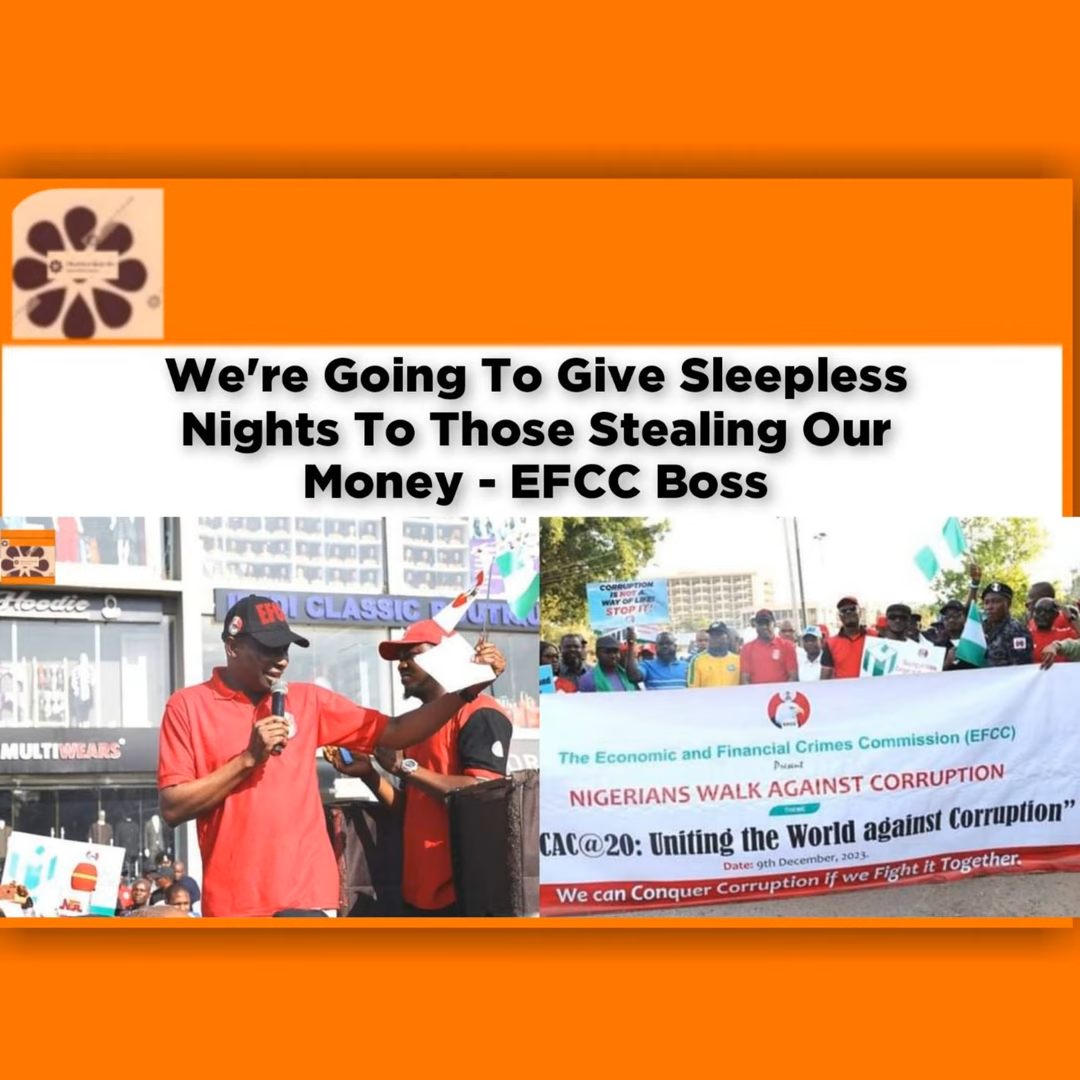 We're Going To Give Sleepless
Nights To Those Stealing Our
Money - EFCC Boss
Hoodie
CLASSIC
MULTIWEARS
EFCC
CORRUPTION
IS NOT A
WAY OF LIFE
STOP IT!
The Economic and Financial Crimes Commission (EFCC)
Present
NIGERIANS WALK AGAINST CORRUPTION
THEME
CAC@20: Uniting the World against Corruption"
Date: 9th December, 2023.
We can Conquer Corruption if we Fight it Together.